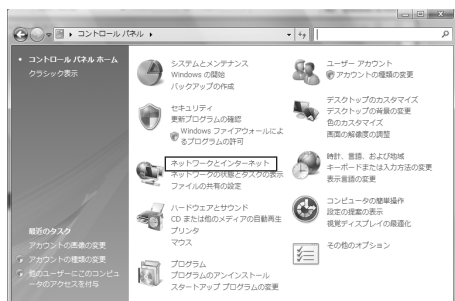 コントロール パネル
コントロール パネル ホーム
クラシック表示
システムとメンテナンス
Windows の開始
バックアップの作成
セキュリティ
更新プログラムの確認
Windows ファイアウォールによ
るプログラムの許可
ネットワークとインターネット
ネットワークの状態とタスクの表示
ファイルの共有の設定
ハードウェアとサウンド
CD または他のメディアの自動再生
プリンタ
マウス
プログラム
プログラムのアンインストール
スタートアップ プログラムの変更
ユーザー アカウント
アカウントの種類の変更
デスクトップのカスタマイズ
デスクトップの背景の変更
色のカスタマイズ
画面の解像度の調整
時計、言語、および地域
キーボードまたは入力方法の変更
表示言語の変更
コンピュータの簡単操作
設定の提案の表示
視覚ディスプレイの最適化
その他のオプション
最近のタスク
アカウントの画像の変更
アカウントの種類の変更
他のユーザーにこのコンピュ
ータのアクセスを付与